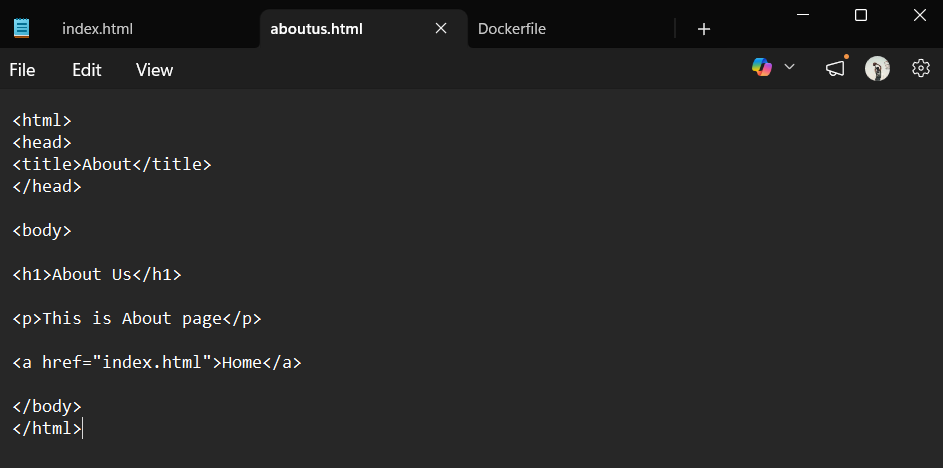 index.html
aboutus.html
Dockerfile
File Edit View
<html>
<head>
<title>About</title>
</head>
<body>
<h1>About Us</h1>
<p>This is About page</p>
<a href="index.html">Home</a>
</body>
</html>